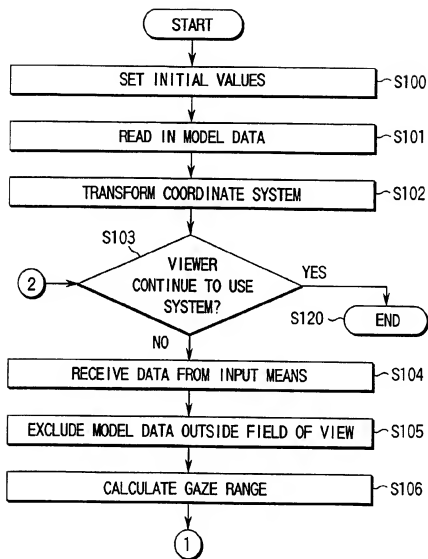 START
SET INITIAL VALUES
S100
READ IN MODEL DATA
S101
TRANSFORM COORDINATE SYSTEM
S102
S103
2
VIEWER
CONTINUE TO USE
SYSTEM?
YES
S120
END
NO
RECEIVE DATA FROM INPUT MEANS
S104
EXCLUDE MODEL DATA OUTSIDE FIELD OF VIEW
S105
CALCULATE GAZE RANGE
S106
1